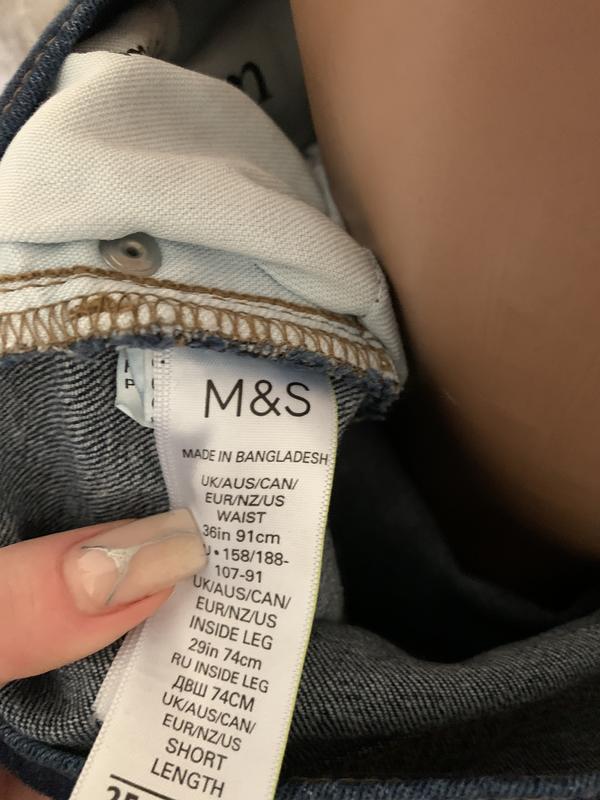 M&S
MADE IN BANGLADESH
UK/AUS/CAN/
EUR/NZ/US
WAIST
36in 91cm
• 158/188-
107-91
UK/AUS/CAN/
EUR/NZ/US
INSIDE LEG
29in 74cm
RU INSIDE LEG
ДВШ 74CM
UK/AUS/CAN/
EUR/NZ/US
SHORT
LENGTH